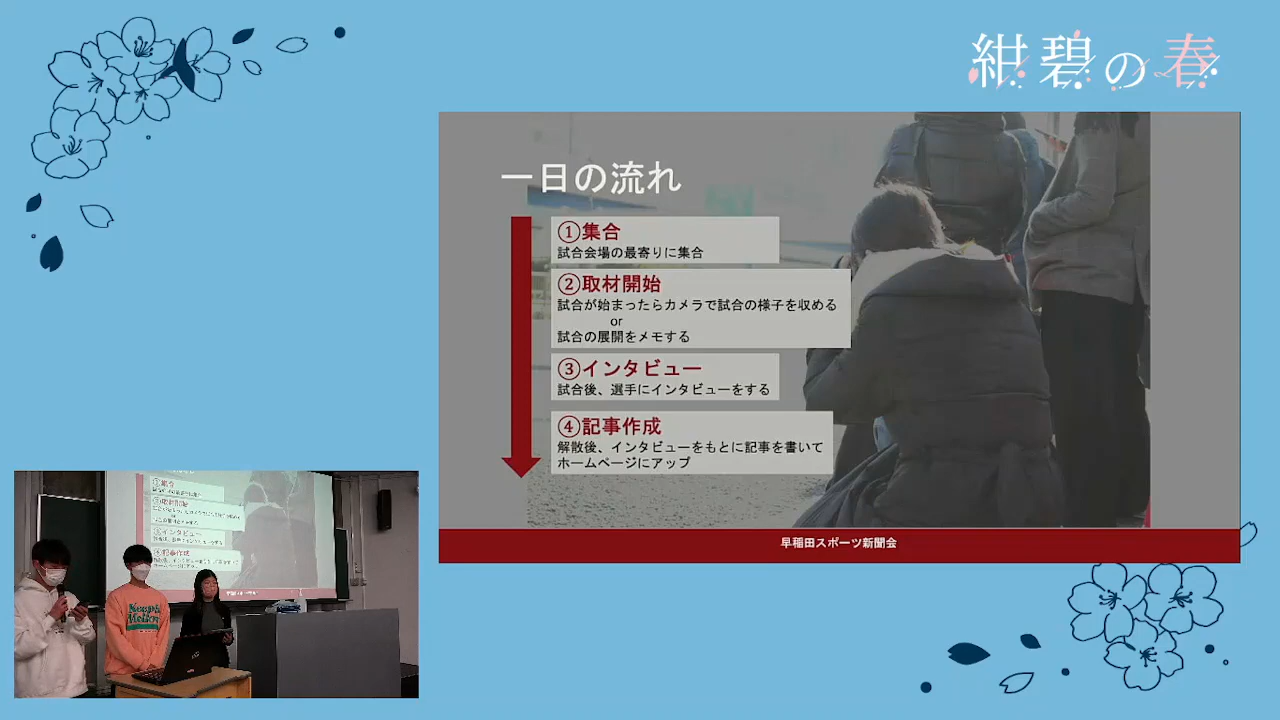 紺碧の春
一日の流れ
①集合
試合会場の最寄りに集合
②取材開始
試合が始まったらカメラで試合の様子を収める
or
試合の展開をメモする
③インタビュー
試合後、選手にインタビューをする
④記事作成
解散後、インタビューをもとに記事を書いて
ホームページにアップ
早稲田スポーツ新聞会